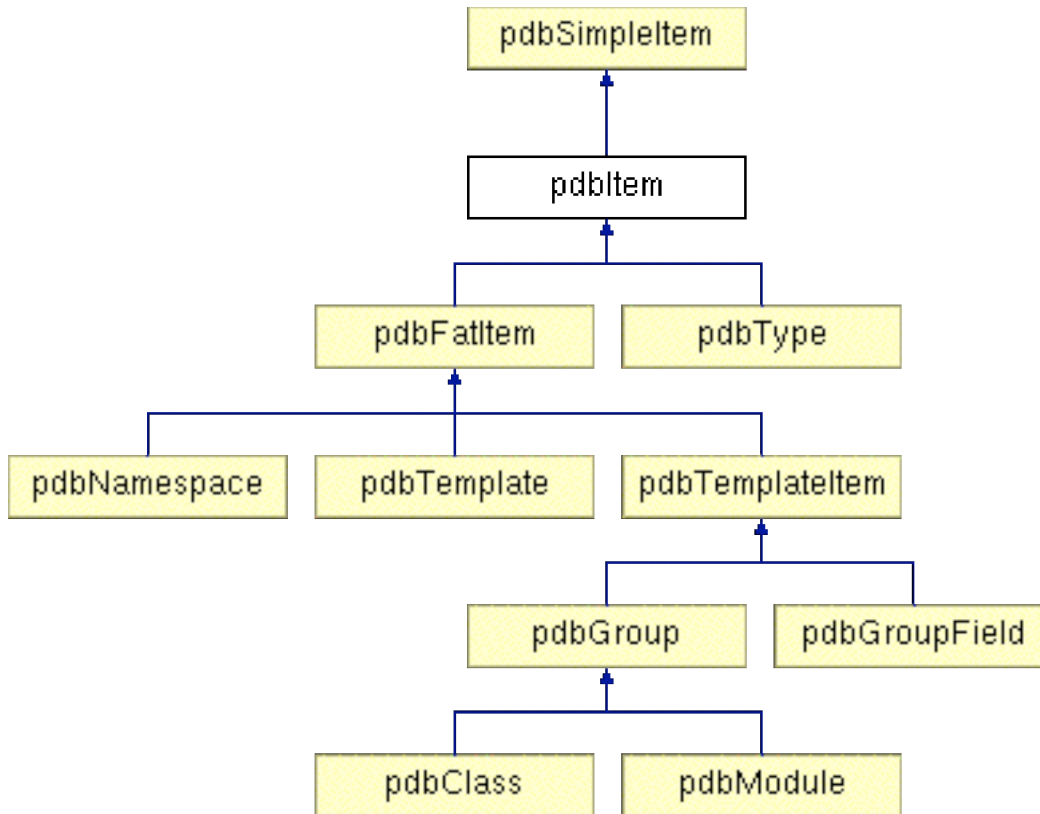 pdbSimpleItem
pdbItem
pdbFatItem
pdbType
pdbNamespace
pdbTemplate
pdbTemplateItem
pdbGroup
pdbGroupField
pdbClass
pdbModule